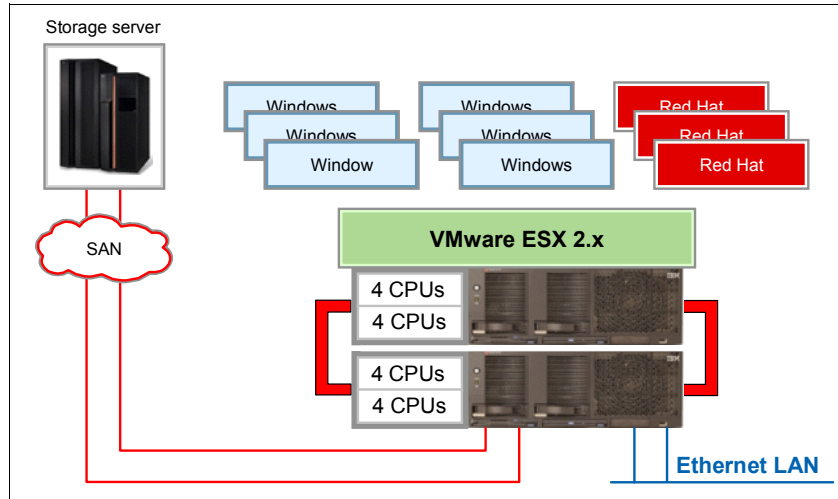 Storage server
Windows
Windows
Red Hat
Windows
Windows
Red Hat
Window
Windows
Red Hat
SAN
VMware ESX 2.x
IBM
4 CPUs
4 CPUs
4 CPUs
4 CPUs
Ethernet LAN